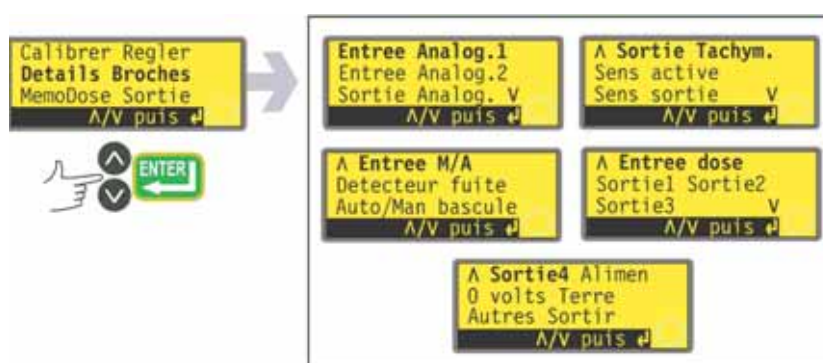 Calibrer Regler
Details Broches
MemoDose Sortie
Λ/V puis ↲
ENTER
Entree Analog.1
Entree Analog.2
Sortie Analog. V
Λ/V puis ↲
Λ Sortie Tachym.
Sens active
Sens sortie V
Λ/V puis ↲
Λ Entree M/A
Detecteur fuite
Auto/Man bascule
Λ/V puis ↲
Λ Entree dose
Sortie1 Sortie2
Sortie3 V
Λ/V puis ↲
Λ Sortie4 Alimen
0 volts Terre
Autres Sortir
Λ/V puis ↲